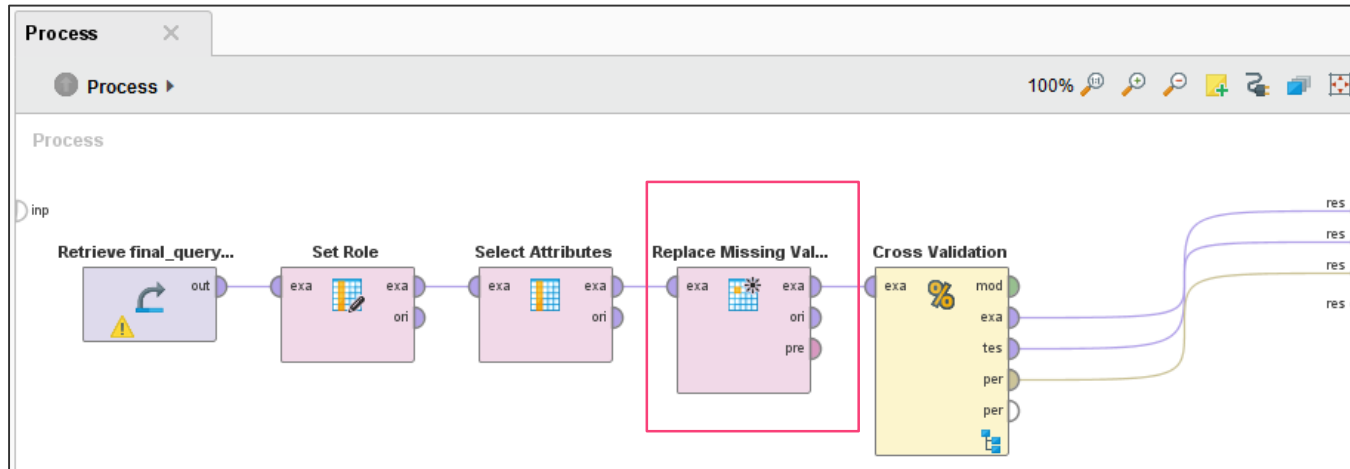 Process
Process
100%
Process
inp
res
res
res
res
Retrieve final_query...
out
Set Role
exa
exa
ori
Select Attributes
exa
exa
ori
Replace Missing Val...
exa
exa
ori
pre
Cross Validation
exa
%
mod
exa
tes
per
per